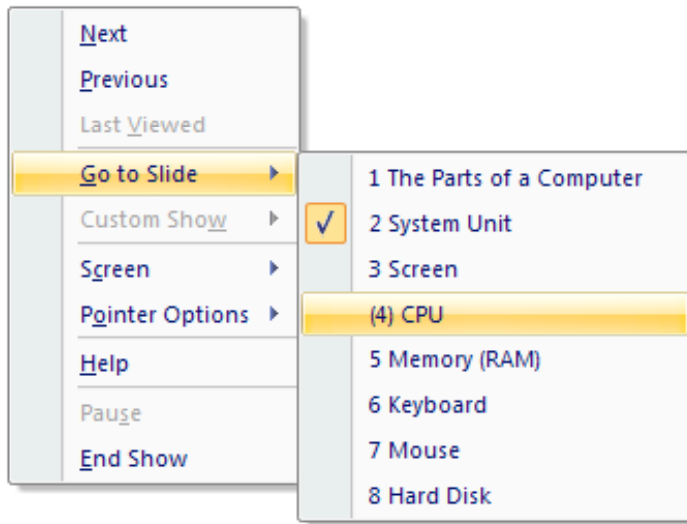 Next
Previous
Last Viewed
Go to Slide
Custom Show
Screen
Pointer Options
Help
Pause
End Show
1 The Parts of a Computer
2 System Unit
3 Screen
(4) CPU
5 Memory (RAM)
6 Keyboard
7 Mouse
8 Hard Disk